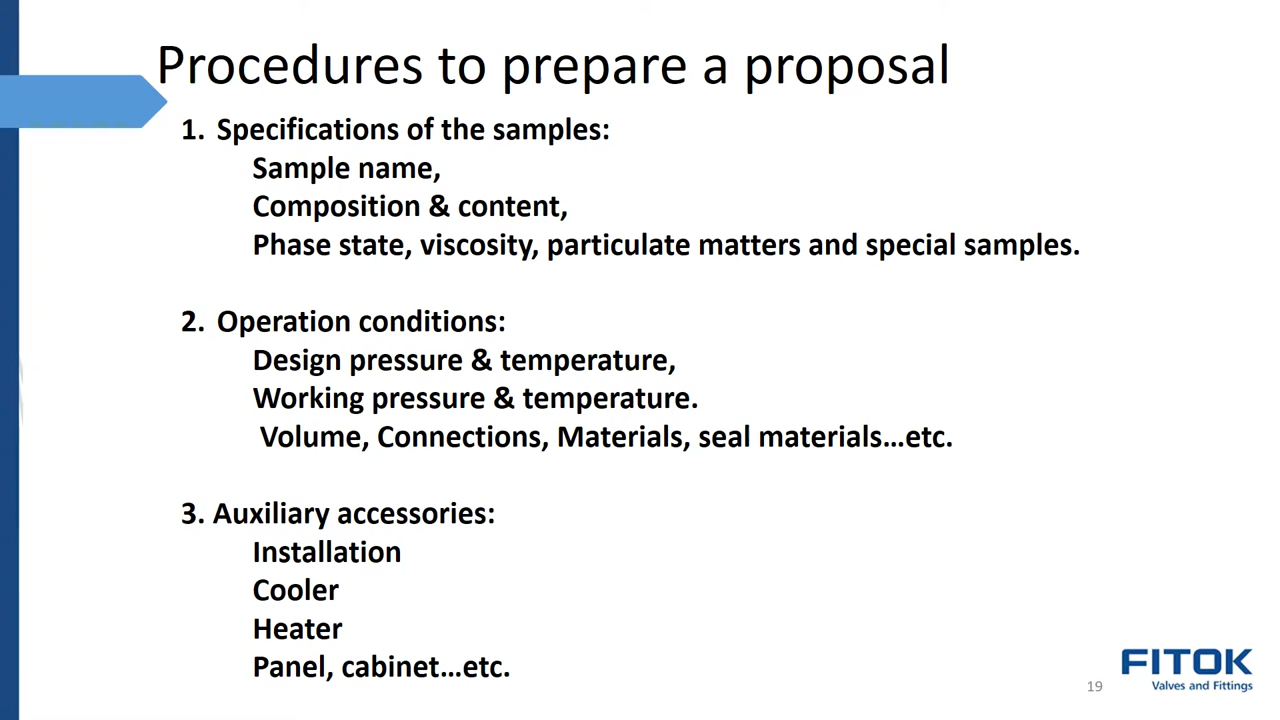 Procedures to prepare a proposal
1. Specifications of the samples:
Sample name,
Composition & content,
Phase state, viscosity, particulate matters and special samples.
2. Operation conditions:
Design pressure & temperature,
Working pressure & temperature.
Volume, Connections, Materials, seal materials…etc.
3. Auxiliary accessories:
Installation
Cooler
Heater
Panel, cabinet…etc.
FITOK
Valves and Fittings
19